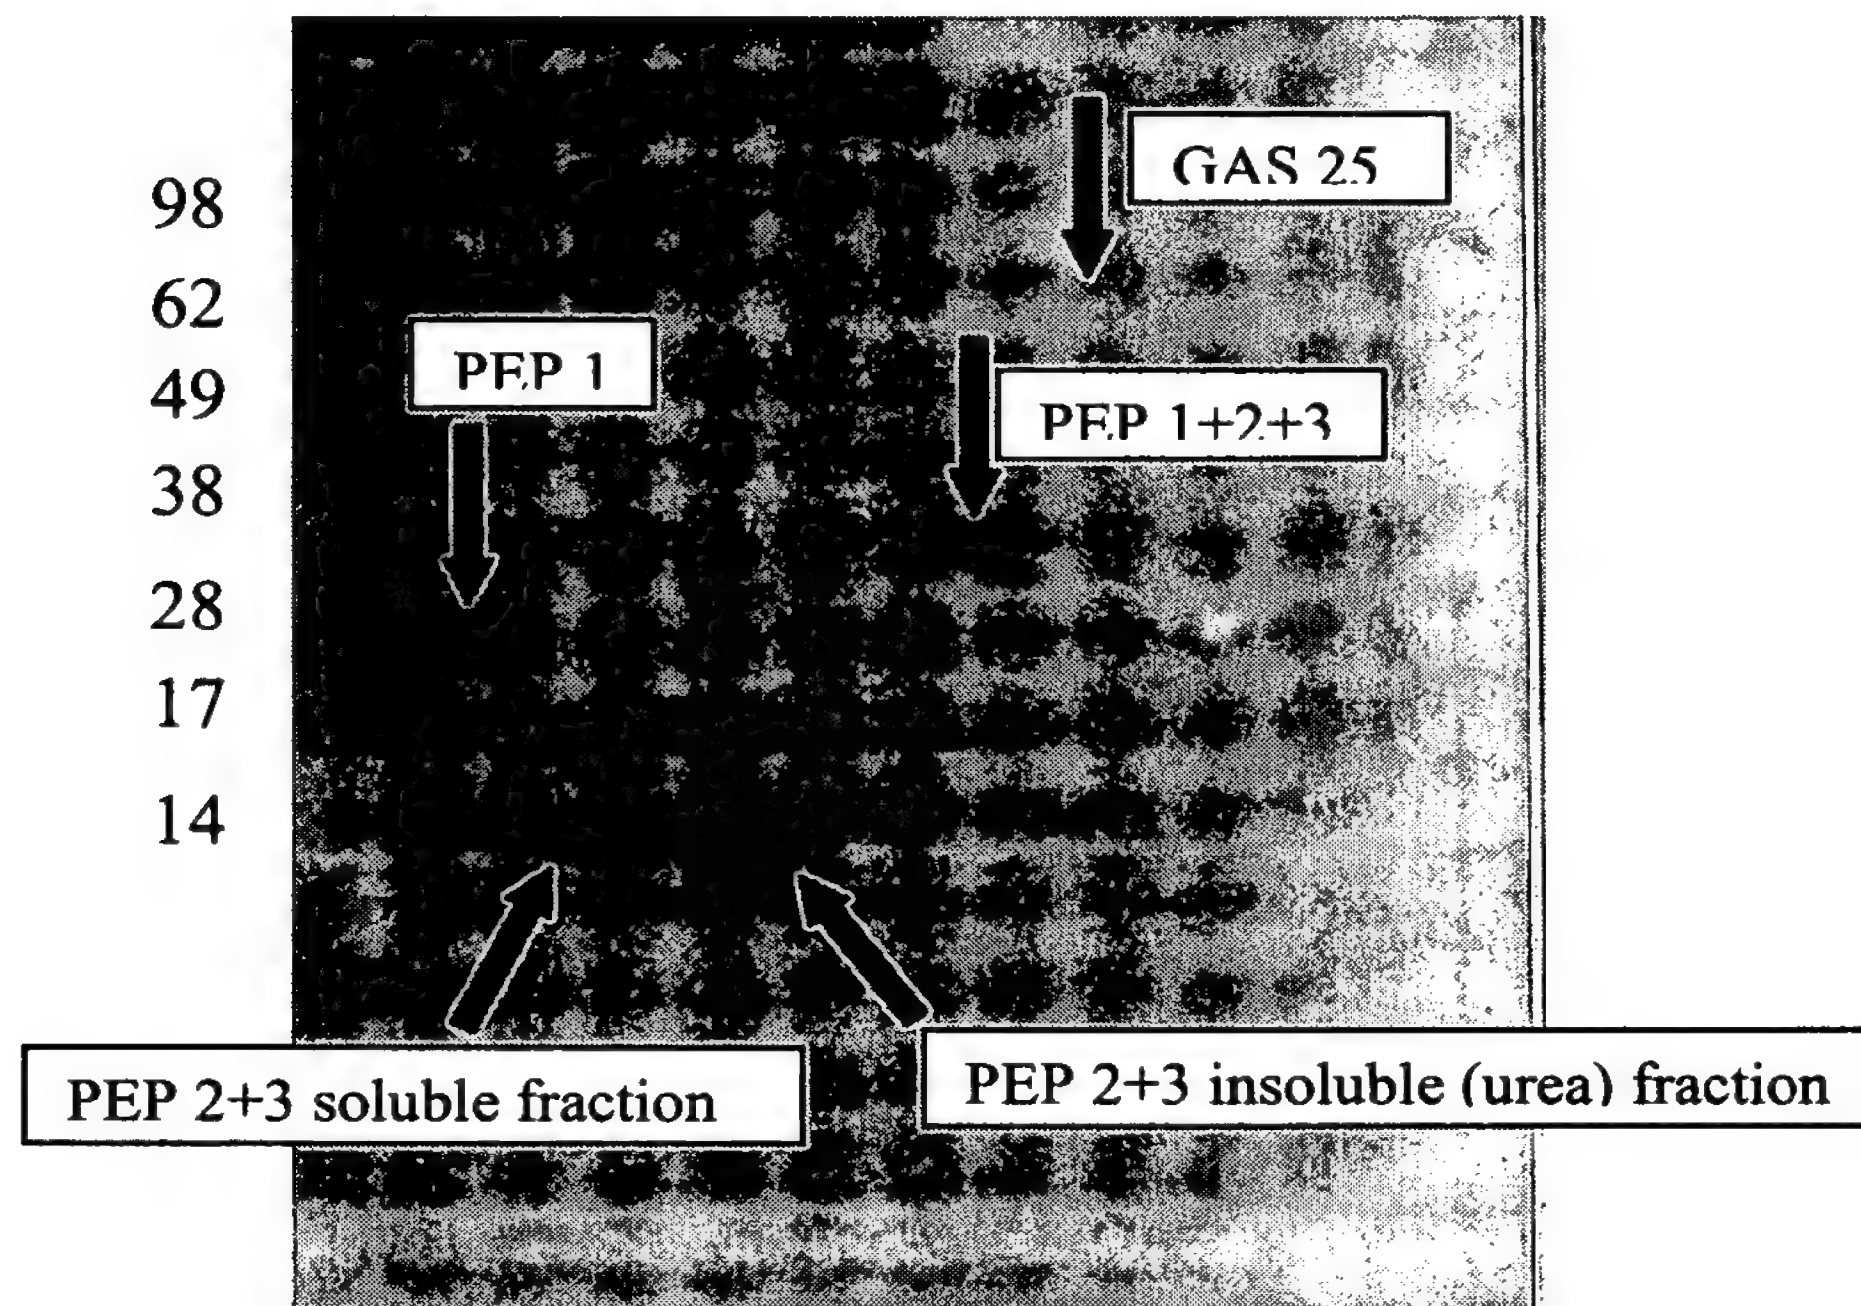 98
62
49
38
28
17
14
GAS 25
PEP 1
PEP 1+2+3
PEP 2+3 soluble fraction
PEP 2+3 insoluble (urea) fraction